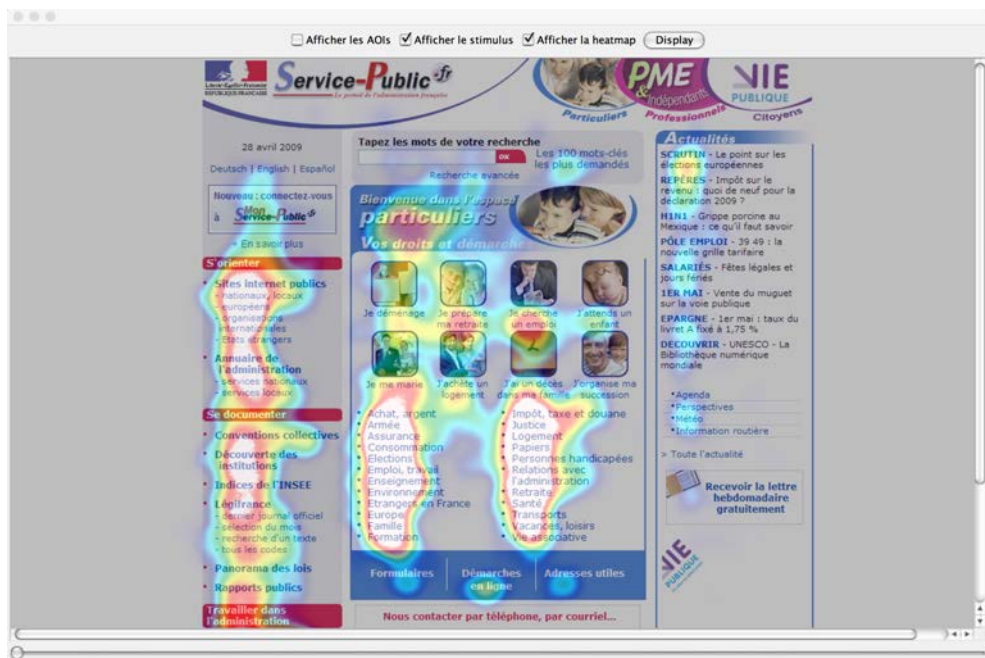 Afficher les AOIs Afficher le stimulus Afficher la heatmap Display
Liberté • Égalité • Fraternité
RÉPUBLIQUE FRANÇAISE
Service-Public.fr
Le portail de l'administration française
Particuliers
PME
& indépendants
Professionnels
VIE
PUBLIQUE
Citoyens
28 avril 2009
Deutsch | English | Español
Nouveau : connectez-vous
à Mon
Service-Public.fr
» En savoir plus
S'orienter
• Sites internet publics
- nationaux, locaux
- européens
- organisations
internationales
- Etats étrangers
• Annuaire de
l'administration
- services nationaux
- services locaux
Se documenter
• Conventions collectives
• Découverte des
institutions
• Indices de l'INSEE
• Légifrance
- dernier journal officiel
- sélection du mois
- recherche d'un texte
- tous les codes
• Panorama des lois
• Rapports publics
Travailler dans
l'administration
Tapez les mots de votre recherche
OK
Les 100 mots-clés
les plus demandés
Recherche avancée
Bienvenue dans l'espace
particuliers
Vos droits et démarches
Je déménage
Je prépare
ma retraite
Je cherche
un emploi
J'attends un
enfant
Je me marie
J'achète un
logement
J'ai un décès
dans ma famille
J'organise ma
succession
• Achat, argent
• Armée
• Assurance
• Consommation
• Elections
• Emploi, travail
• Enseignement
• Environnement
• Etrangers en France
• Europe
• Famille
• Formation
• Impôt, taxe et douane
• Justice
• Logement
• Papiers
• Personnes handicapées
• Relations avec
l'administration
• Retraite
• Santé
• Transports
• Vacances, loisirs
• Vie associative
Formulaires
Démarches
en ligne
Adresses utiles
Nous contacter par téléphone, par courriel...
Actualités
SCRUTIN - Le point sur les
élections européennes
REPÈRES - Impôt sur le
revenu : quoi de neuf pour la
déclaration 2009 ?
H1N1 - Grippe porcine au
Mexique : ce qu'il faut savoir
PÔLE EMPLOI - 39 49 : la
nouvelle grille tarifaire
SALARIÉS - Fêtes légales et
jours fériés
1ER MAI - Vente du muguet
sur la voie publique
EPARGNE - 1er mai : taux du
livret A fixé à 1,75 %
DECOUVRIR - UNESCO - La
Bibliothèque numérique
mondiale
•Agenda
•Perspectives
•Météo
•Information routière
> Toute l'actualité
Recevoir la lettre
hebdomadaire
gratuitement
VIE
PUBLIQUE